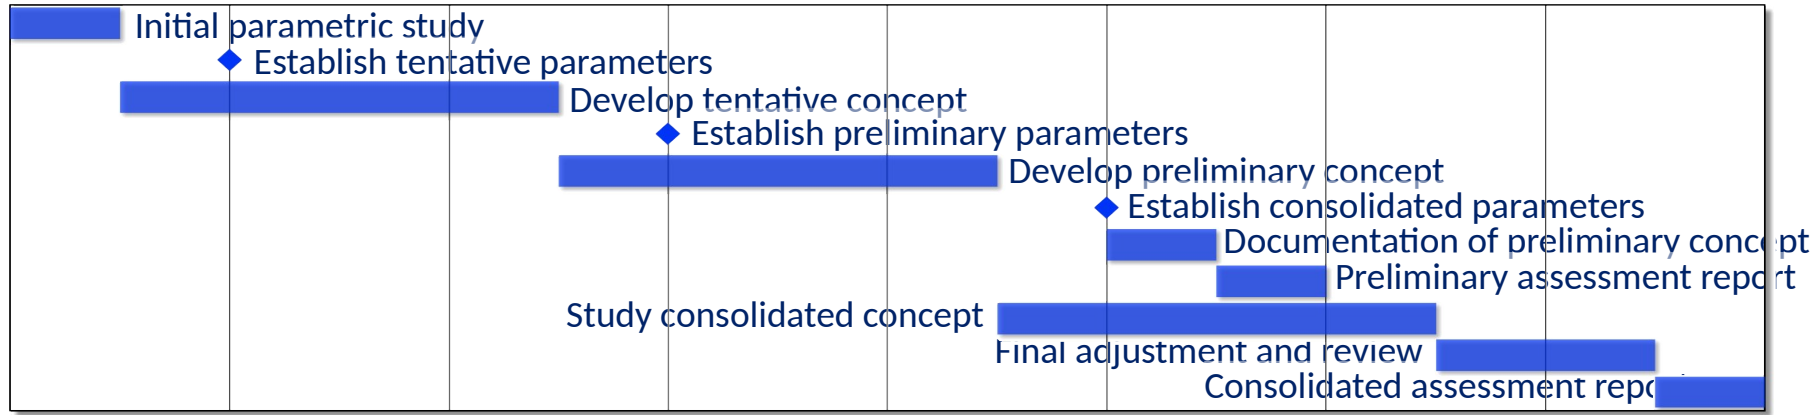 Initial parametric study
Establish tentative parameters
Develop tentative concept
Establish preliminary parameters
Develop preliminary concept
Establish consolidated parameters
Documentation of preliminary concept
Preliminary assessment report
Study consolidated concept
Final adjustment and review
Consolidated assessment